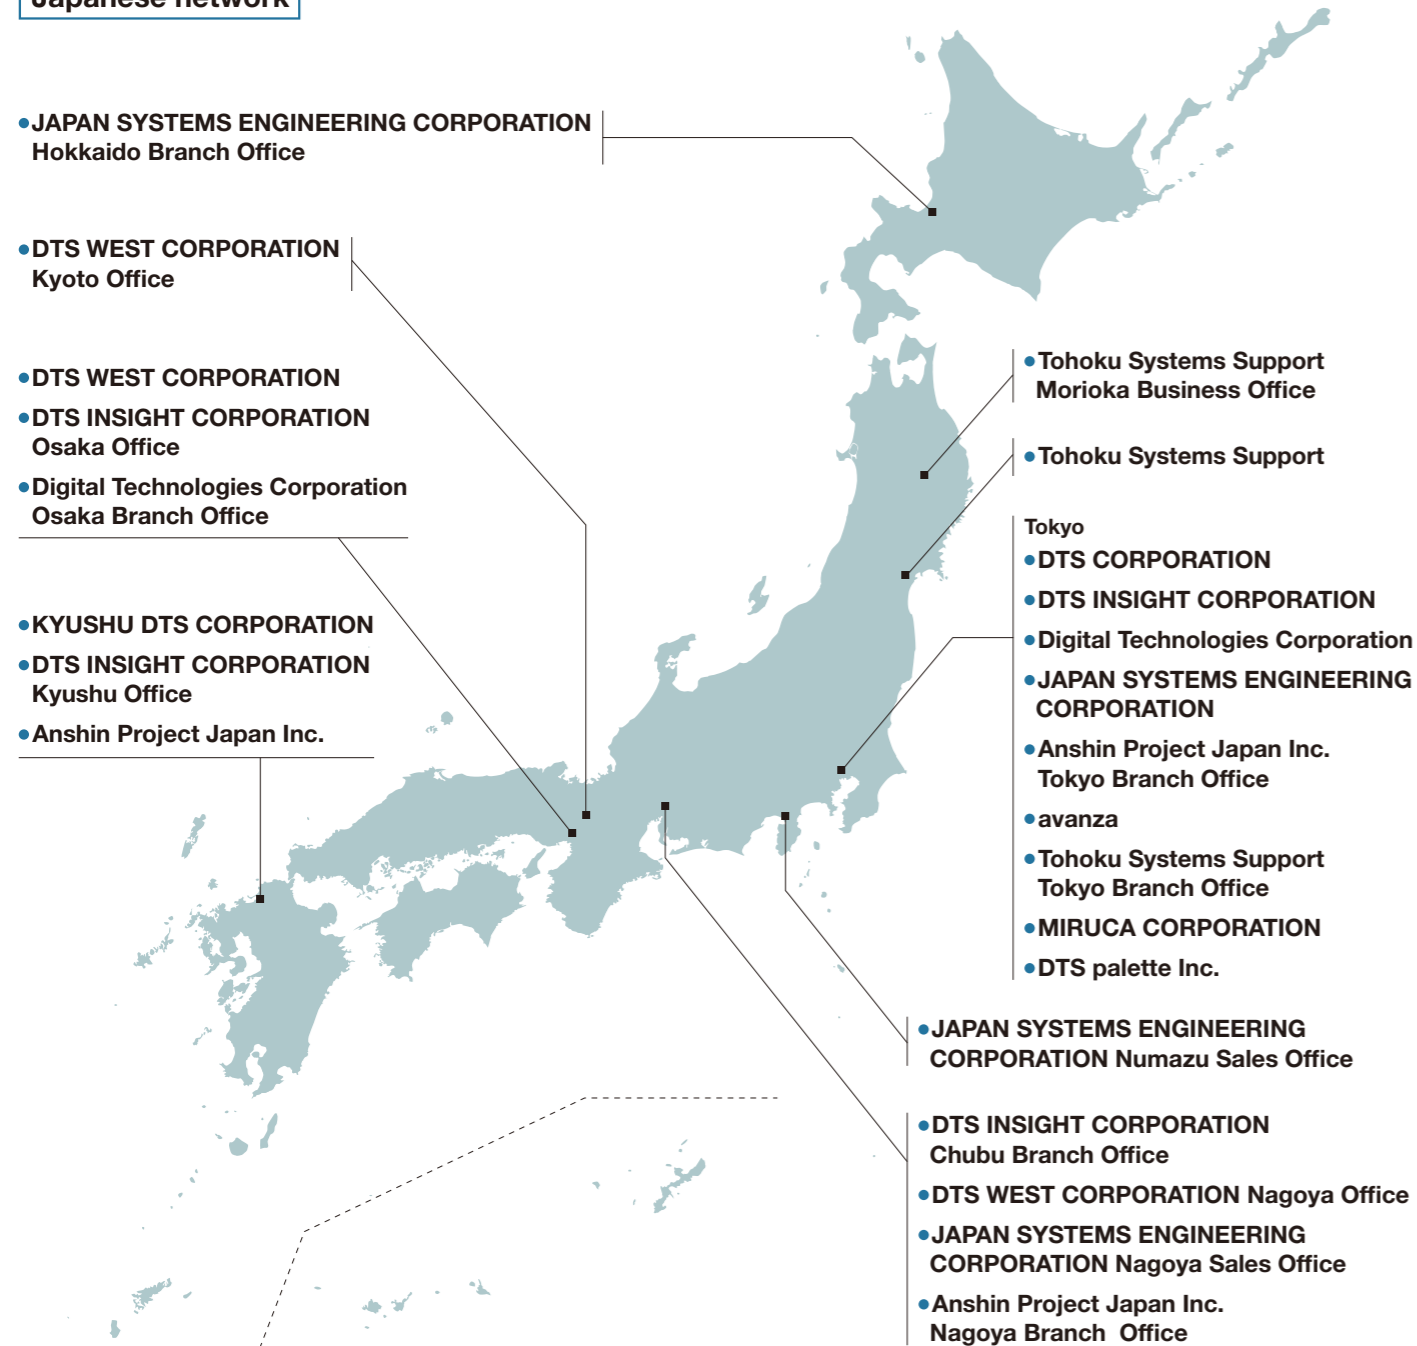 Japanese network
●JAPAN SYSTEMS ENGINEERING CORPORATION
Hokkaido Branch Office
●DTS WEST CORPORATION
Kyoto Office
●DTS WEST CORPORATION
●DTS INSIGHT CORPORATION
Osaka Office
●Digital Technologies Corporation
Osaka Branch Office
●KYUSHU DTS CORPORATION
●DTS INSIGHT CORPORATION
Kyushu Office
●Anshin Project Japan Inc.
●Tohoku Systems Support
Morioka Business Office
●Tohoku Systems Support
Tokyo
●DTS CORPORATION
●DTS INSIGHT CORPORATION
●Digital Technologies Corporation
●JAPAN SYSTEMS ENGINEERING
CORPORATION
●Anshin Project Japan Inc.
Tokyo Branch Office
●avanza
●Tohoku Systems Support
Tokyo Branch Office
●MIRUCA CORPORATION
●DTS palette Inc.
●JAPAN SYSTEMS ENGINEERING
CORPORATION Numazu Sales Office
●DTS INSIGHT CORPORATION
Chubu Branch Office
●DTS WEST CORPORATION Nagoya Office
●JAPAN SYSTEMS ENGINEERING
CORPORATION Nagoya Sales Office
●Anshin Project Japan Inc.
Nagoya Branch Office